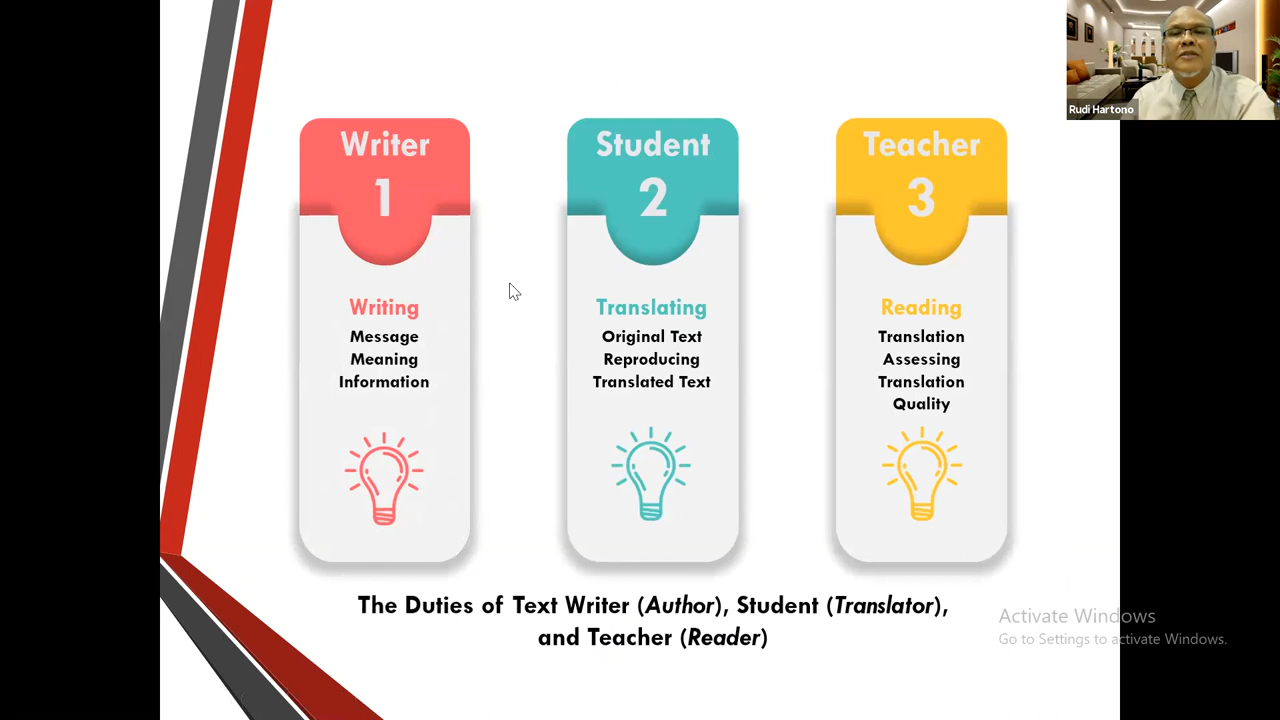 Rudi Hartono
Writer
1
Writing
Message
Meaning
Information
Student
2
Translating
Original Text
Reproducing
Translated Text
Teacher
3
Reading
Translation
Assessing
Translation
Quality
The Duties of Text Writer (Author), Student (Translator),
and Teacher (Reader)
Activate Windows
Go to Settings to activate Windows.